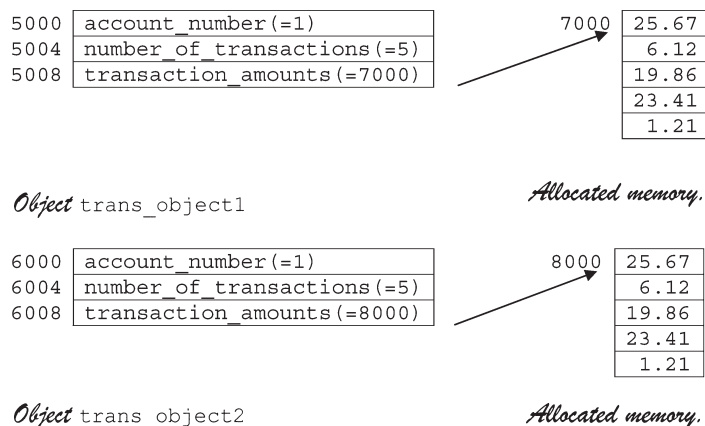 5000 account_number(=1) 7000 25.67
5004 number_of_transactions(=5) 6.12
5008 transaction_amounts(=7000) 19.86
23.41
1.21
Object trans_object1 Allocated memory.
6000 account_number(=1) 8000 25.67
6004 number_of_transactions(=5) 6.12
6008 transaction_amounts(=8000) 19.86
23.41
1.21
Object trans object2 Allocated memory.